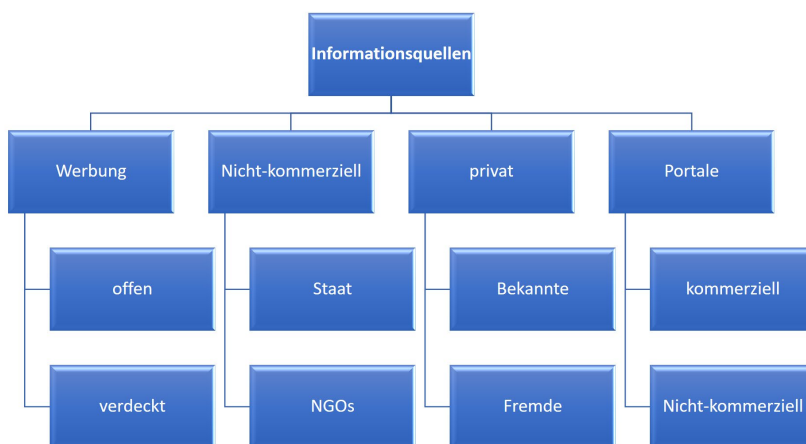 Informationsquellen
Werbung
Nicht-kommerziell
privat
Portale
offen
Staat
Bekannte
kommerziell
verdeckt
NGOs
Fremde
Nicht-kommerziell